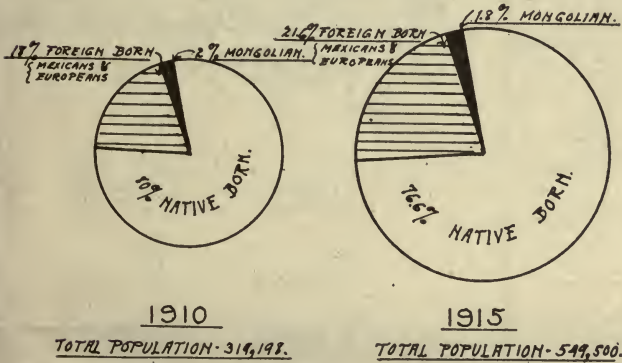 18% FOREIGN BORN
{MEXICANS &
EUROPEANS
2% MONGOLIAN.
80% NATIVE BORN.
1910
TOTAL POPULATION - 319,198.
21.6% FOREIGN BORN
{MEXICANS &
EUROPEANS
1.8% MONGOLIAN.
76.6% NATIVE BORN.
1915
TOTAL POPULATION - 549,500.